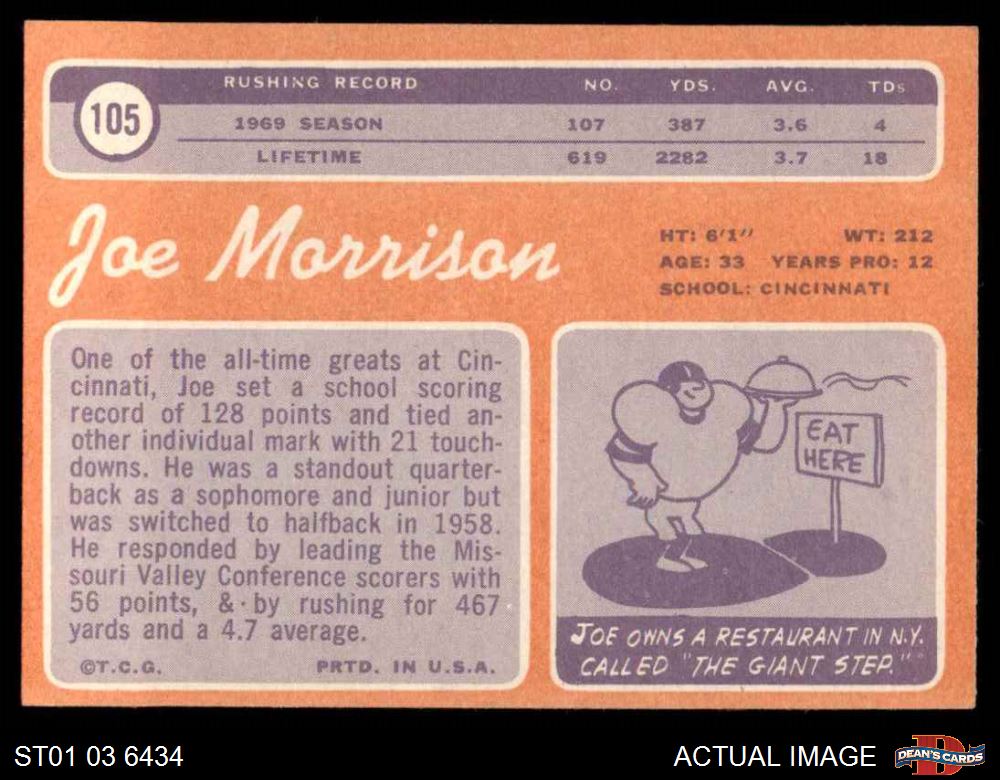 105
RUSHING RECORD NO. YDS. AVG. TDs
1969 SEASON 107 387 3.6 4
LIFETIME 619 2282 3.7 18
Joe Morrison
HT: 6'1" WT: 212
AGE: 33 YEARS PRO: 12
SCHOOL: CINCINNATI
One of the all-time greats at Cin-
cinnati, Joe set a school scoring
record of 128 points and tied an-
other individual mark with 21 touch-
downs. He was a standout quarter-
back as a sophomore and junior but
was switched to halfback in 1958.
He responded by leading the Mis-
souri Valley Conference scorers with
56 points, & by rushing for 467
yards and a 4.7 average.
©T.C.G. PRTD. IN U.S.A.
EAT
HERE
JOE OWNS A RESTAURANT IN N.Y.
CALLED "THE GIANT STEP."
ST01 03 6434
ACTUAL IMAGE
D
DEAN'S CARDS